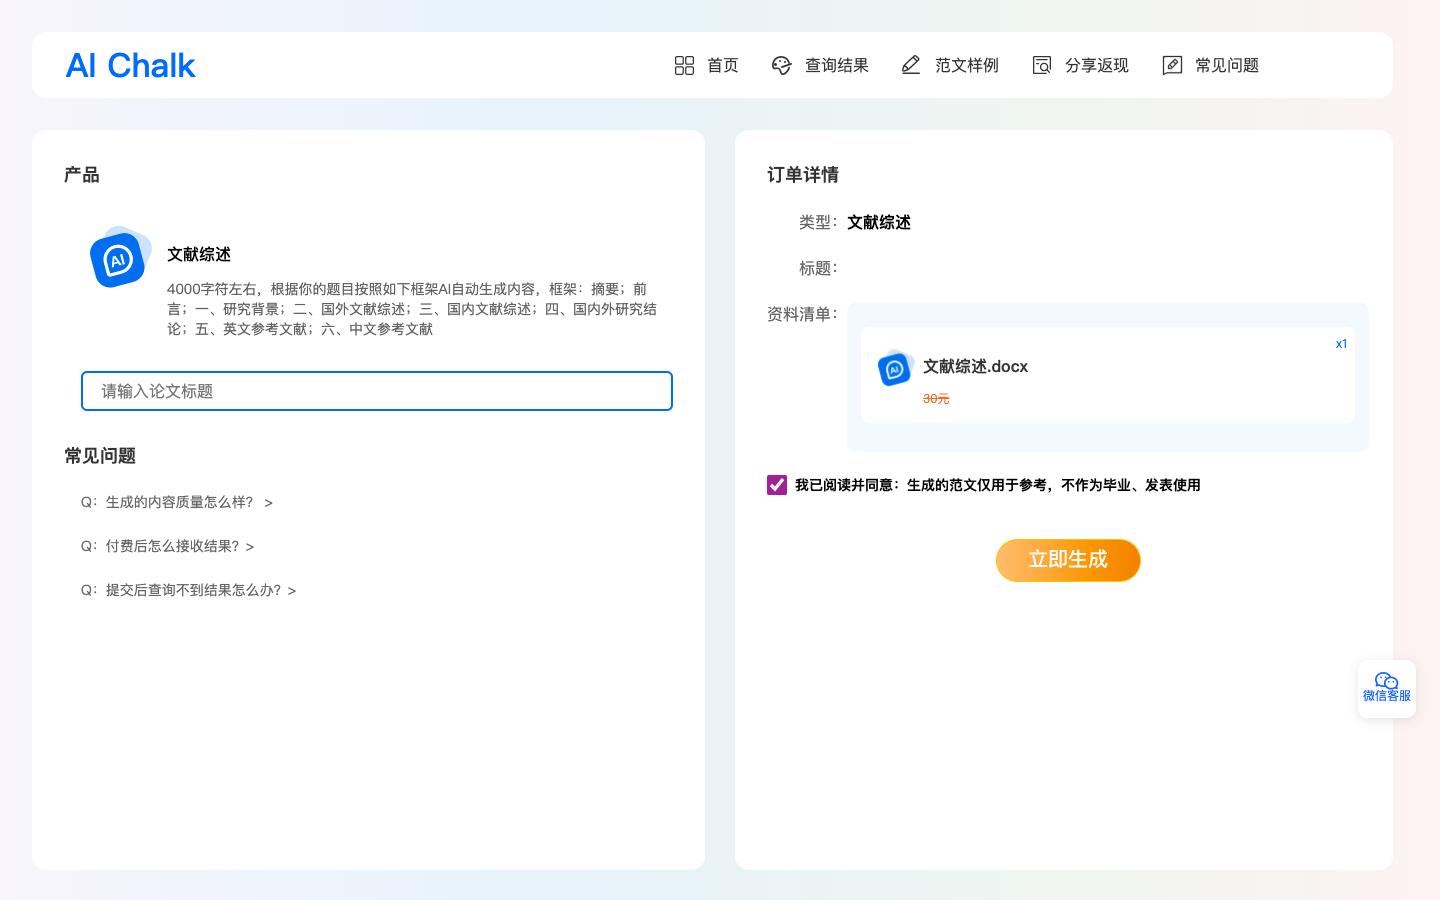 AI Chalk
首页
查询结果
范文样例
分享返现
常见问题
产品
文献综述
4000字符左右，根据你的题目按照如下框架AI自动生成内容，框架：摘要；前
言；一、研究背景；二、国外文献综述；三、国内文献综述；四、国内外研究结
论；五、英文参考文献；六、中文参考文献
请输入论文标题
常见问题
Q：生成的内容质量怎么样？ >
Q：付费后怎么接收结果？>
Q：提交后查询不到结果怎么办？>
订单详情
类型：文献综述
标题：
资料清单：
x1
AI
文献综述.docx
30元
我已阅读并同意：生成的范文仅用于参考，不作为毕业、发表使用
立即生成
微信客服
AI